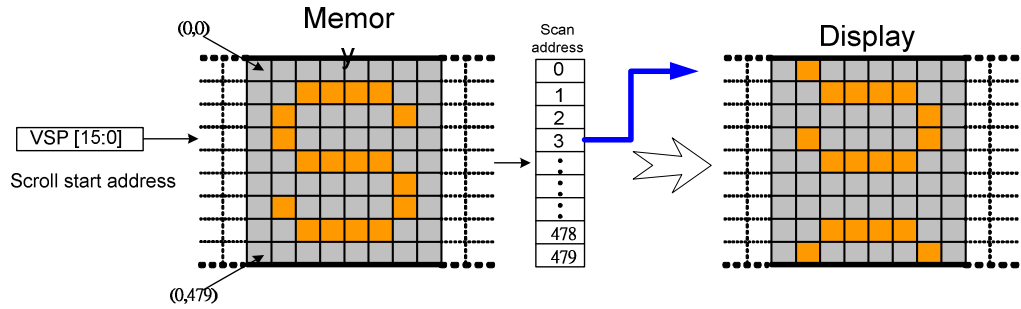 Memor
y
(0,0)
VSP [15:0]
Scroll start address
(0,479)
Scan
address
0
1
2
3
478
479
Display